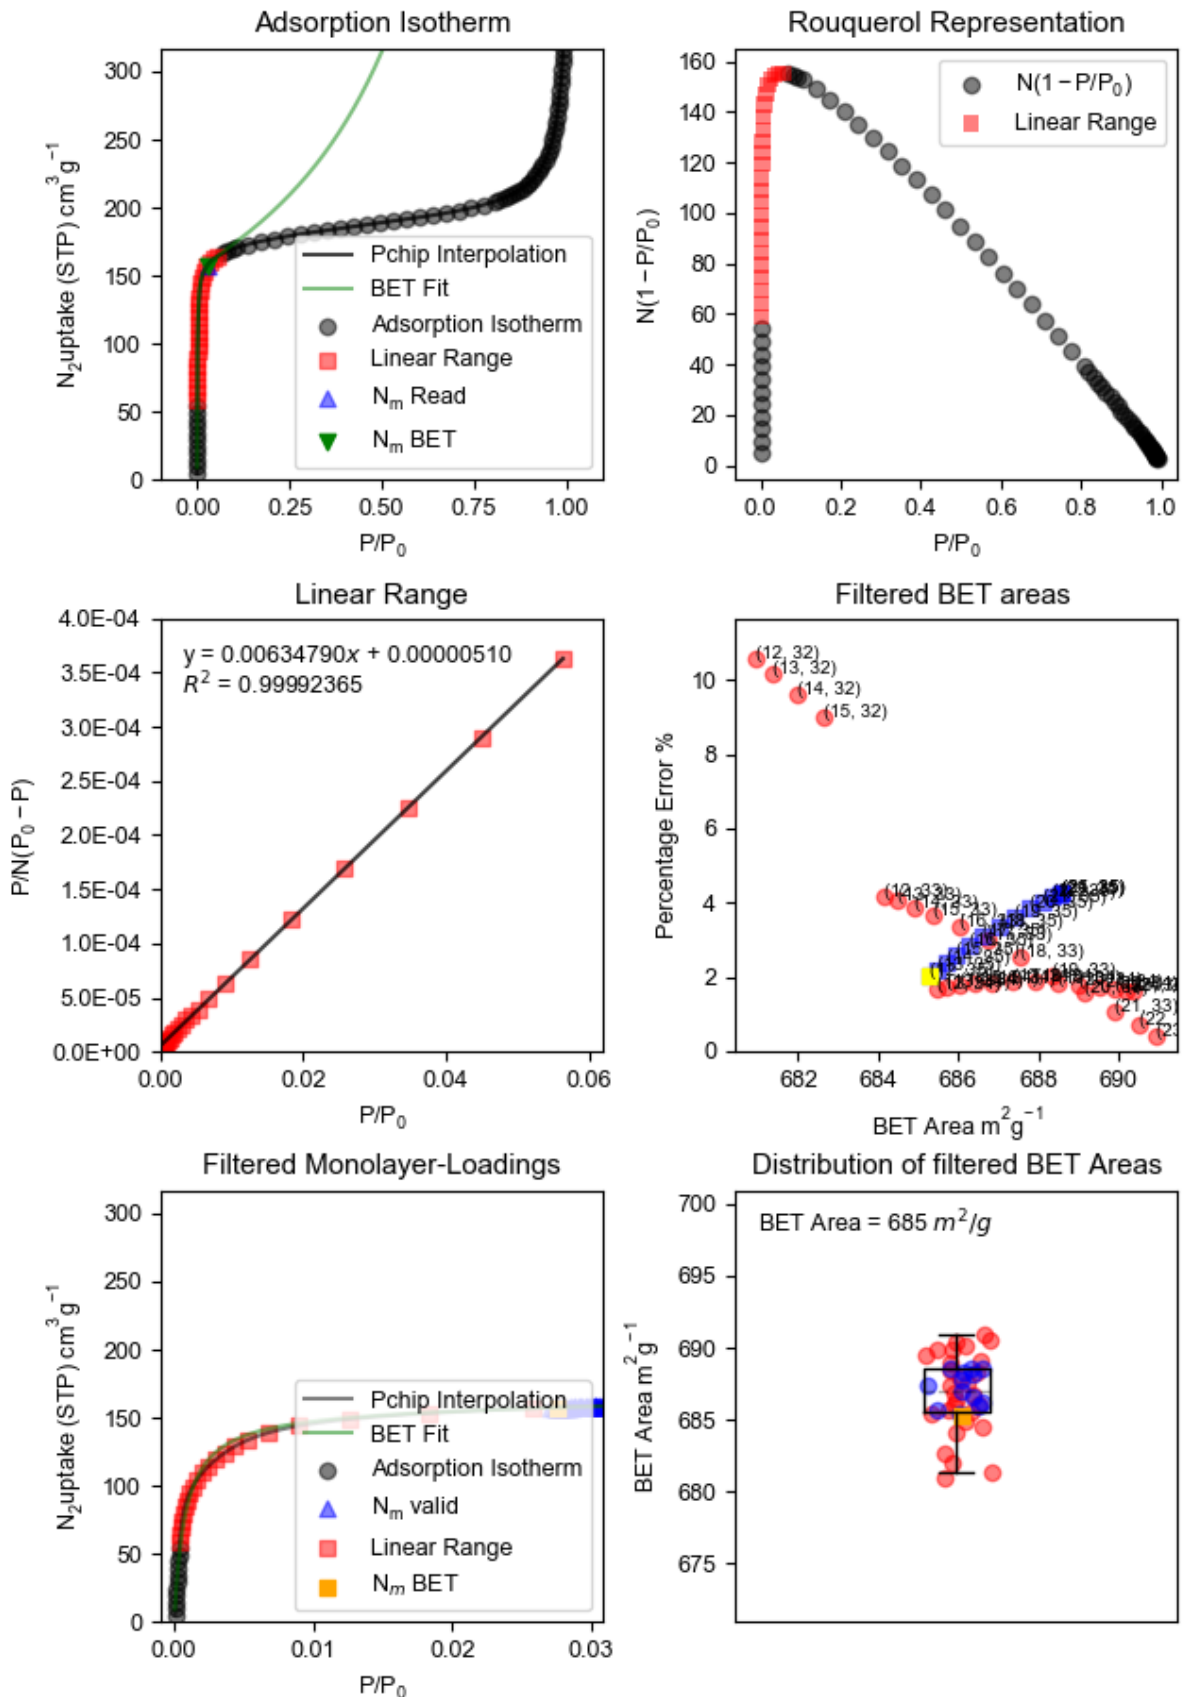 Adsorption Isotherm
N₂uptake (STP) cm³g⁻¹
300
250
200
150
100
50
0
Pchip Interpolation
BET Fit
Adsorption Isotherm
Linear Range
Nₘ Read
Nₘ BET
0.00 0.25 0.50 0.75 1.00
P/P₀
Rouquerol Representation
N(1−P/P₀)
160
140
120
100
80
60
40
20
0
N(1−P/P₀)
Linear Range
0.0 0.2 0.4 0.6 0.8 1.0
P/P₀
Linear Range
P/N(P₀−P)
4.0E-04
3.5E-04
3.0E-04
2.5E-04
2.0E-04
1.5E-04
1.0E-04
5.0E-05
0.0E+00
y = 0.00634790x + 0.00000510
R² = 0.99992365
0.00 0.02 0.04 0.06
P/P₀
Filtered BET areas
Percentage Error %
10
8
6
4
2
0
(12, 32)
(13, 32)
(14, 32)
(15, 32)
(12, 33)
(18, 33)
(21, 33)
682 684 686 688 690
BET Area m²g⁻¹
Filtered Monolayer-Loadings
N₂uptake (STP) cm³g⁻¹
300
250
200
150
100
50
0
Pchip Interpolation
BET Fit
Adsorption Isotherm
Nₘ valid
Linear Range
Nₘ BET
0.00 0.01 0.02 0.03
P/P₀
Distribution of filtered BET Areas
BET Area m²g⁻¹
700
695
690
685
680
675
BET Area = 685 m²/g